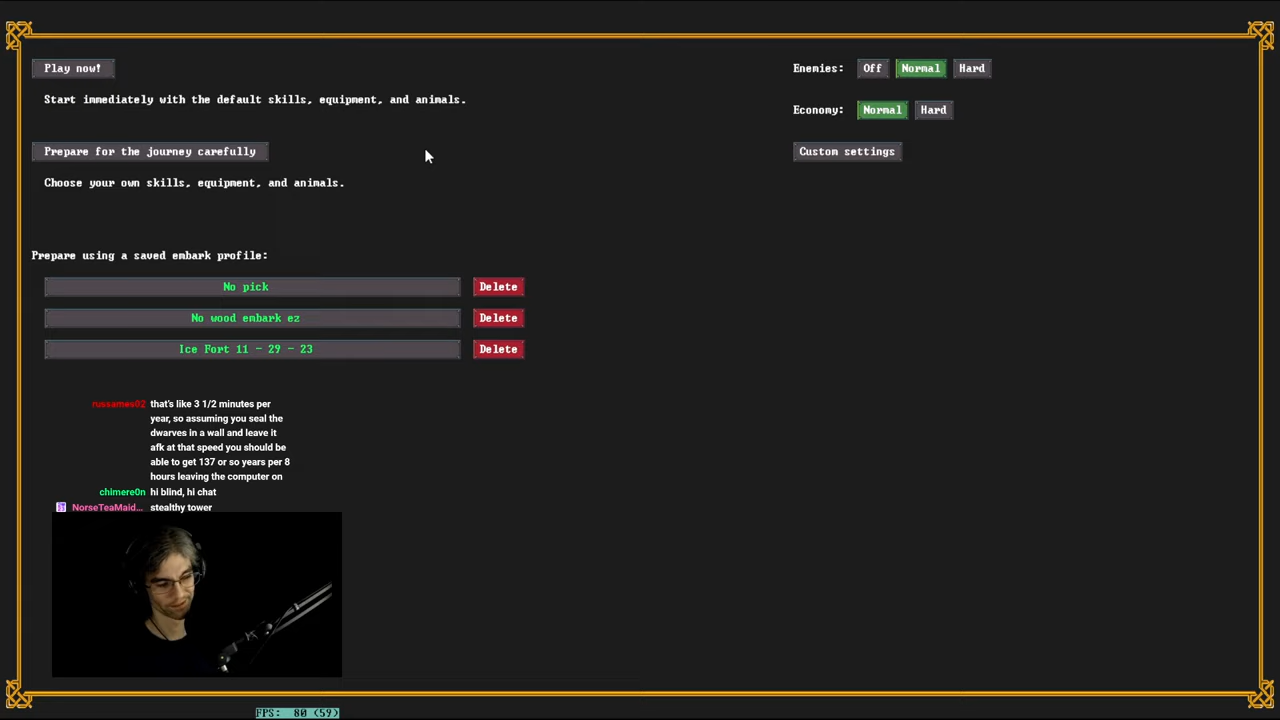 Play now!
Start immediately with the default skills, equipment, and animals.
Prepare for the journey carefully
Choose your own skills, equipment, and animals.
Enemies: Off Normal Hard
Economy: Normal Hard
Custom settings
Prepare using a saved embark profile:
No pick Delete
No wood embark ez Delete
Ice Fort 11 - 29 - 23 Delete
russames02 that's like 3 1/2 minutes per
year, so assuming you seal the
dwarves in a wall and leave it
afk at that speed you should be
able to get 137 or so years per 8
hours leaving the computer on
chimere0n hi blind, hi chat
NorseTeaMaid... stealthy tower
FPS: 80 (59)